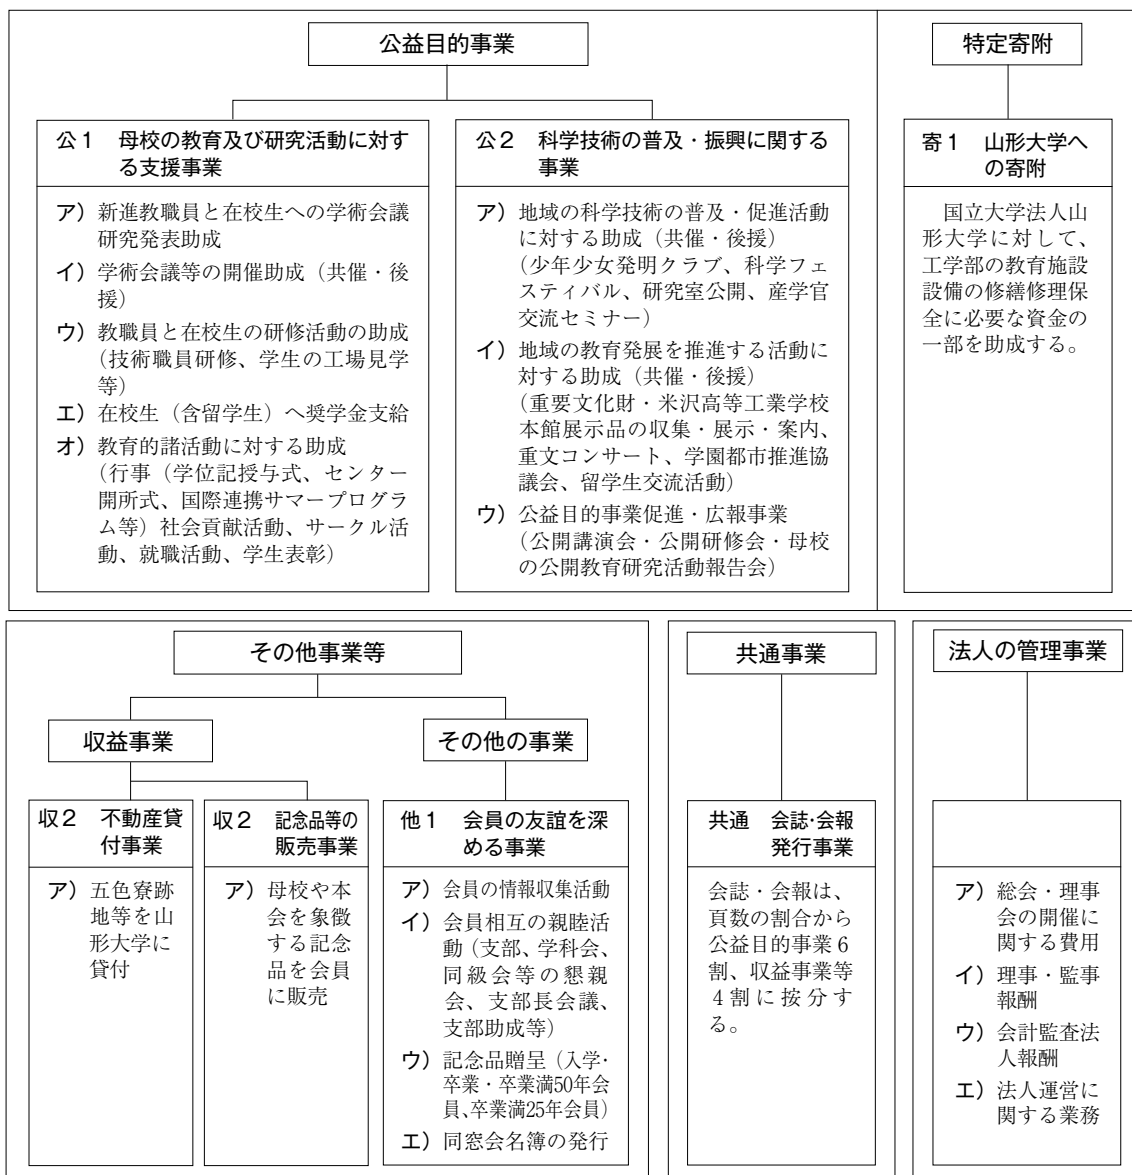 公益目的事業
公1 母校の教育及び研究活動に対す
る支援事業
ア）新進教職員と在校生への学術会議
研究発表助成
イ）学術会議等の開催助成（共催・後
援）
ウ）教職員と在校生の研修活動の助成
（技術職員研修、学生の工場見学
等）
エ）在校生（含留学生）へ奨学金支給
オ）教育的諸活動に対する助成
（行事（学位記授与式、センター
開所式、国際連携サマープログラ
ム等）社会貢献活動、サークル活
動、就職活動、学生表彰）
公2 科学技術の普及・振興に関する
事業
ア）地域の科学技術の普及・促進活動
に対する助成（共催・後援）
（少年少女発明クラブ、科学フェ
スティバル、研究室公開、産学官
交流セミナー）
イ）地域の教育発展を推進する活動に
対する助成（共催・後援）
（重要文化財・米沢高等工業学校
本館展示品の収集・展示・案内、
重文コンサート、学園都市推進協
議会、留学生交流活動）
ウ）公益目的事業促進・広報事業
（公開講演会・公開研修会・母校
の公開教育研究活動報告会）
特定寄附
寄1 山形大学へ
の寄附
国立大学法人山
形大学に対して、
工学部の教育施設
設備の修繕修理保
全に必要な資金の
一部を助成する。
その他事業等
収益事業
収2 不動産貸
付事業
ア）五色寮跡
地等を山
形大学に
貸付
収2 記念品等の
販売事業
ア）母校や本
会を象徴
する記念
品を会員
に販売
その他の事業
他1 会員の友誼を深
める事業
ア）会員の情報収集活動
イ）会員相互の親睦活
動（支部、学科会、
同級会等の懇親
会、支部長会議、
支部助成等）
ウ）記念品贈呈（入学・
卒業・卒業満50年会
員、卒業満25年会員）
エ）同窓会名簿の発行
共通事業
共通 会誌・会報
発行事業
会誌・会報は、
頁数の割合から
公益目的事業6
割、収益事業等
4割に按分す
る。
法人の管理事業
ア）総会・理事
会の開催に
関する費用
イ）理事・監事
報酬
ウ）会計監査法
人報酬
エ）法人運営に
関する業務